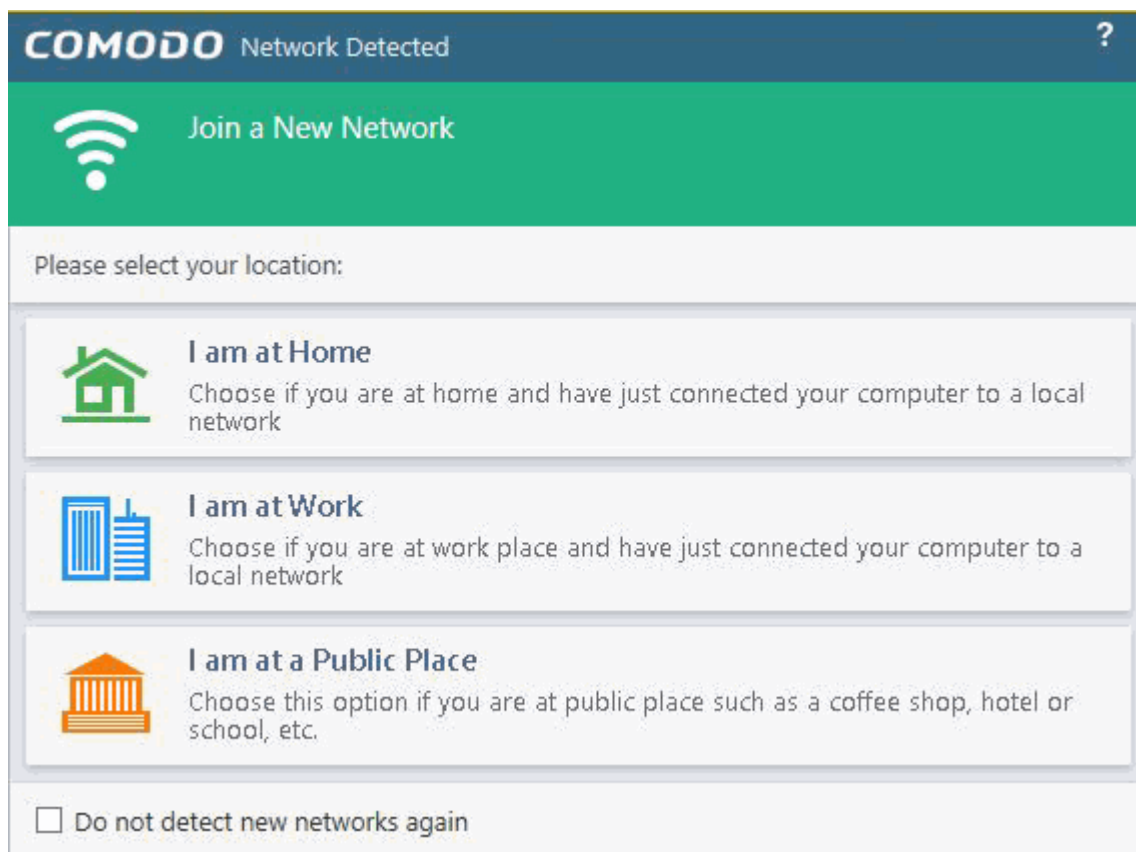 COMODO Network Detected ?
Join a New Network
Please select your location:
I am at Home
Choose if you are at home and have just connected your computer to a local
network
I am at Work
Choose if you are at work place and have just connected your computer to a
local network
I am at a Public Place
Choose this option if you are at public place such as a coffee shop, hotel or
school, etc.
Do not detect new networks again